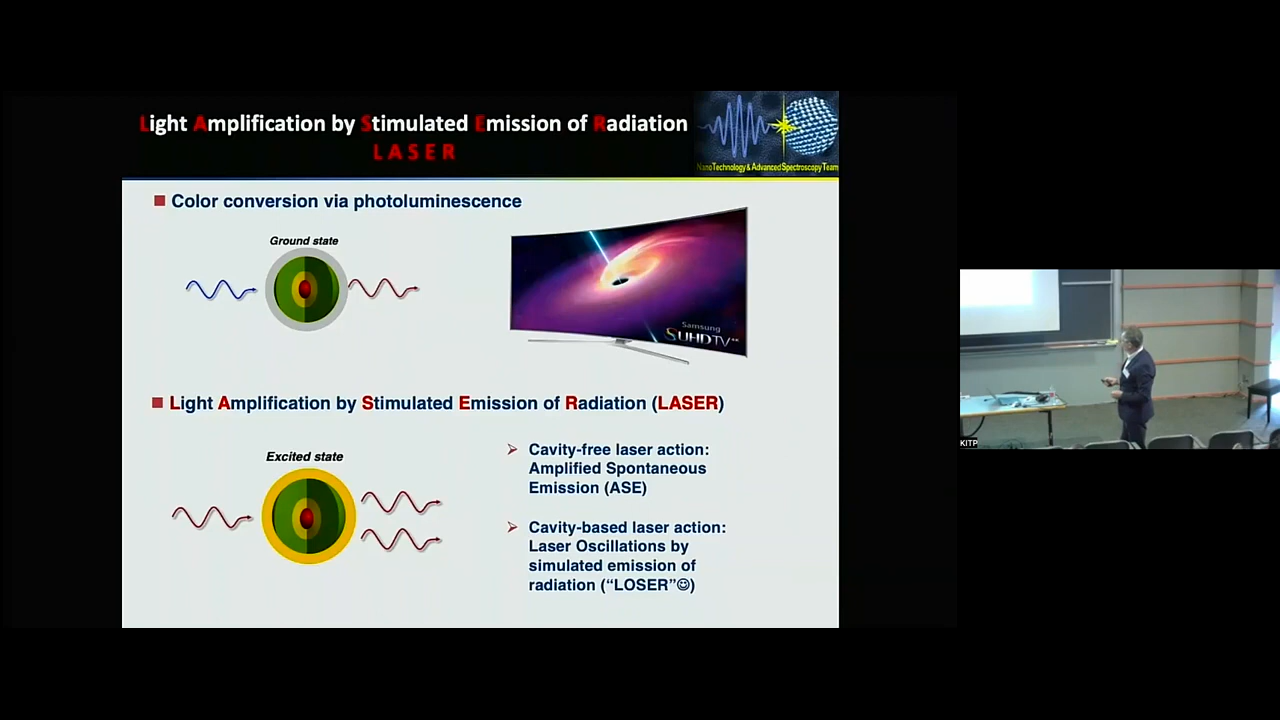 Light Amplification by Stimulated Emission of Radiation
LASER
NanoTechnology & Advanced Spectroscopy Team
Color conversion via photoluminescence
Ground state
Samsung
SUHDTV 4K
Light Amplification by Stimulated Emission of Radiation (LASER)
Excited state
Cavity-free laser action:
Amplified Spontaneous
Emission (ASE)
Cavity-based laser action:
Laser Oscillations by
simulated emission of
radiation (“LOSER”☺)
KITP